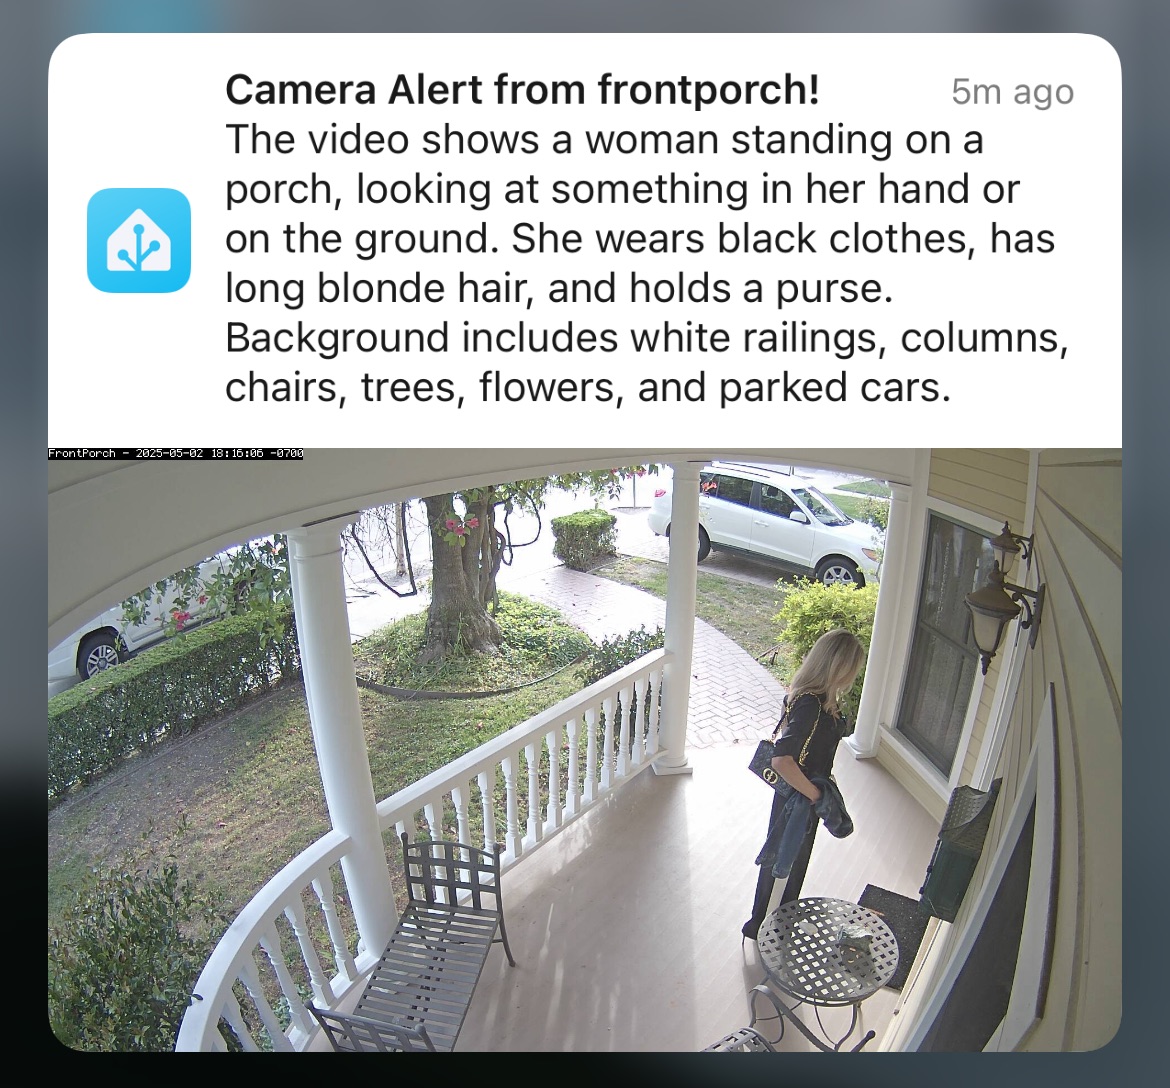 Camera Alert from frontporch!
5m ago
The video shows a woman standing on a
porch, looking at something in her hand or
on the ground. She wears black clothes, has
long blonde hair, and holds a purse.
Background includes white railings, columns,
chairs, trees, flowers, and parked cars.
FrontPorch - 2025-05-02 18:16:06 -0700